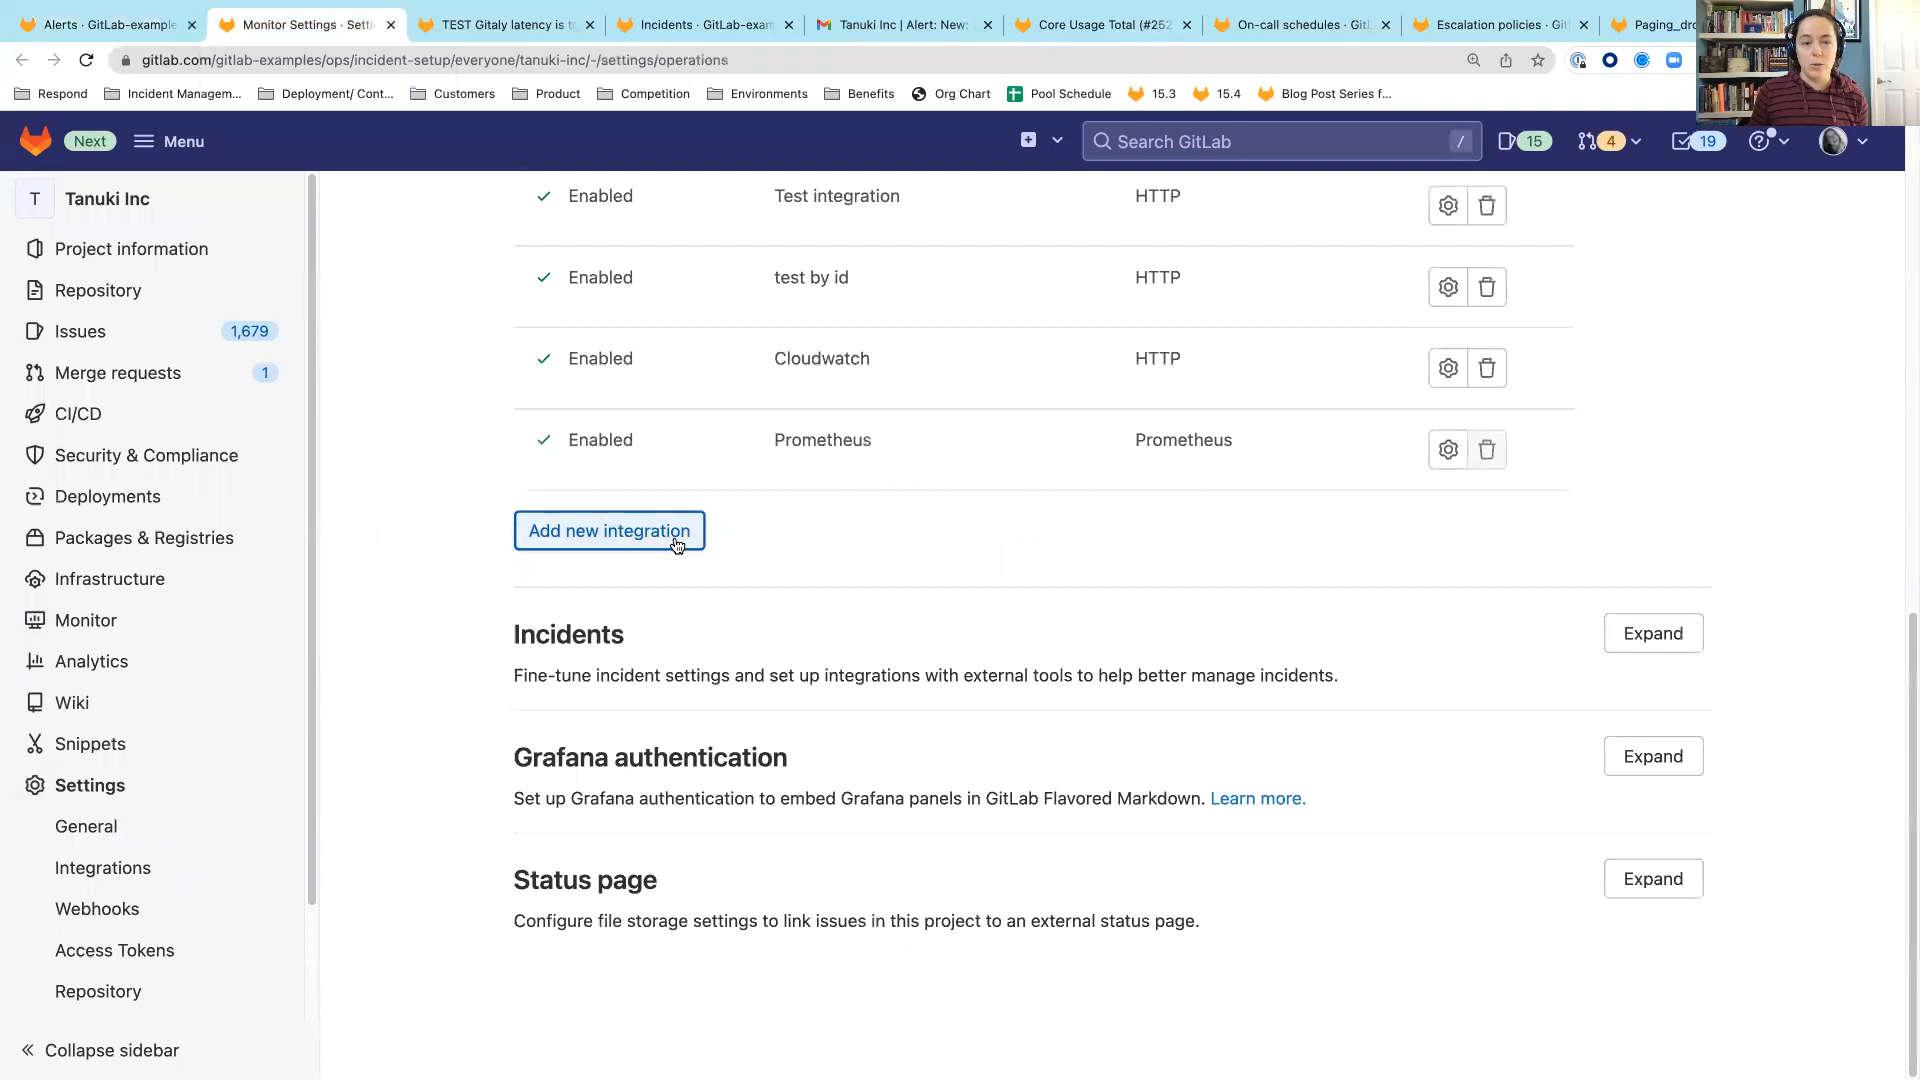 Alerts · GitLab-example
Monitor Settings · Setti
TEST Gitaly latency is t
Incidents · GitLab-exam
Tanuki Inc | Alert: New:
Core Usage Total (#252
On-call schedules · Gitl
Escalation policies · Git
Paging_dro
gitlab.com/gitlab-examples/ops/incident-setup/everyone/tanuki-inc/-/settings/operations
Respond
Incident Managem...
Deployment/ Cont...
Customers
Product
Competition
Environments
Benefits
Org Chart
Pool Schedule
15.3
15.4
Blog Post Series f...
Next
Menu
Search GitLab
/
15
4
19
T
Tanuki Inc
Project information
Repository
Issues
1,679
Merge requests
1
CI/CD
Security & Compliance
Deployments
Packages & Registries
Infrastructure
Monitor
Analytics
Wiki
Snippets
Settings
General
Integrations
Webhooks
Access Tokens
Repository
Collapse sidebar
Enabled Test integration HTTP
Enabled test by id HTTP
Enabled Cloudwatch HTTP
Enabled Prometheus Prometheus
Add new integration
Incidents
Expand
Fine-tune incident settings and set up integrations with external tools to help better manage incidents.
Grafana authentication
Expand
Set up Grafana authentication to embed Grafana panels in GitLab Flavored Markdown. Learn more.
Status page
Expand
Configure file storage settings to link issues in this project to an external status page.